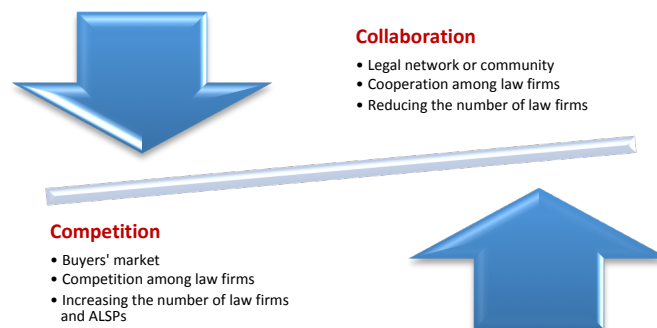 Collaboration
• Legal network or community
• Cooperation among law firms
• Reducing the number of law firms
Competition
• Buyers' market
• Competition among law firms
• Increasing the number of law firms
and ALSPs